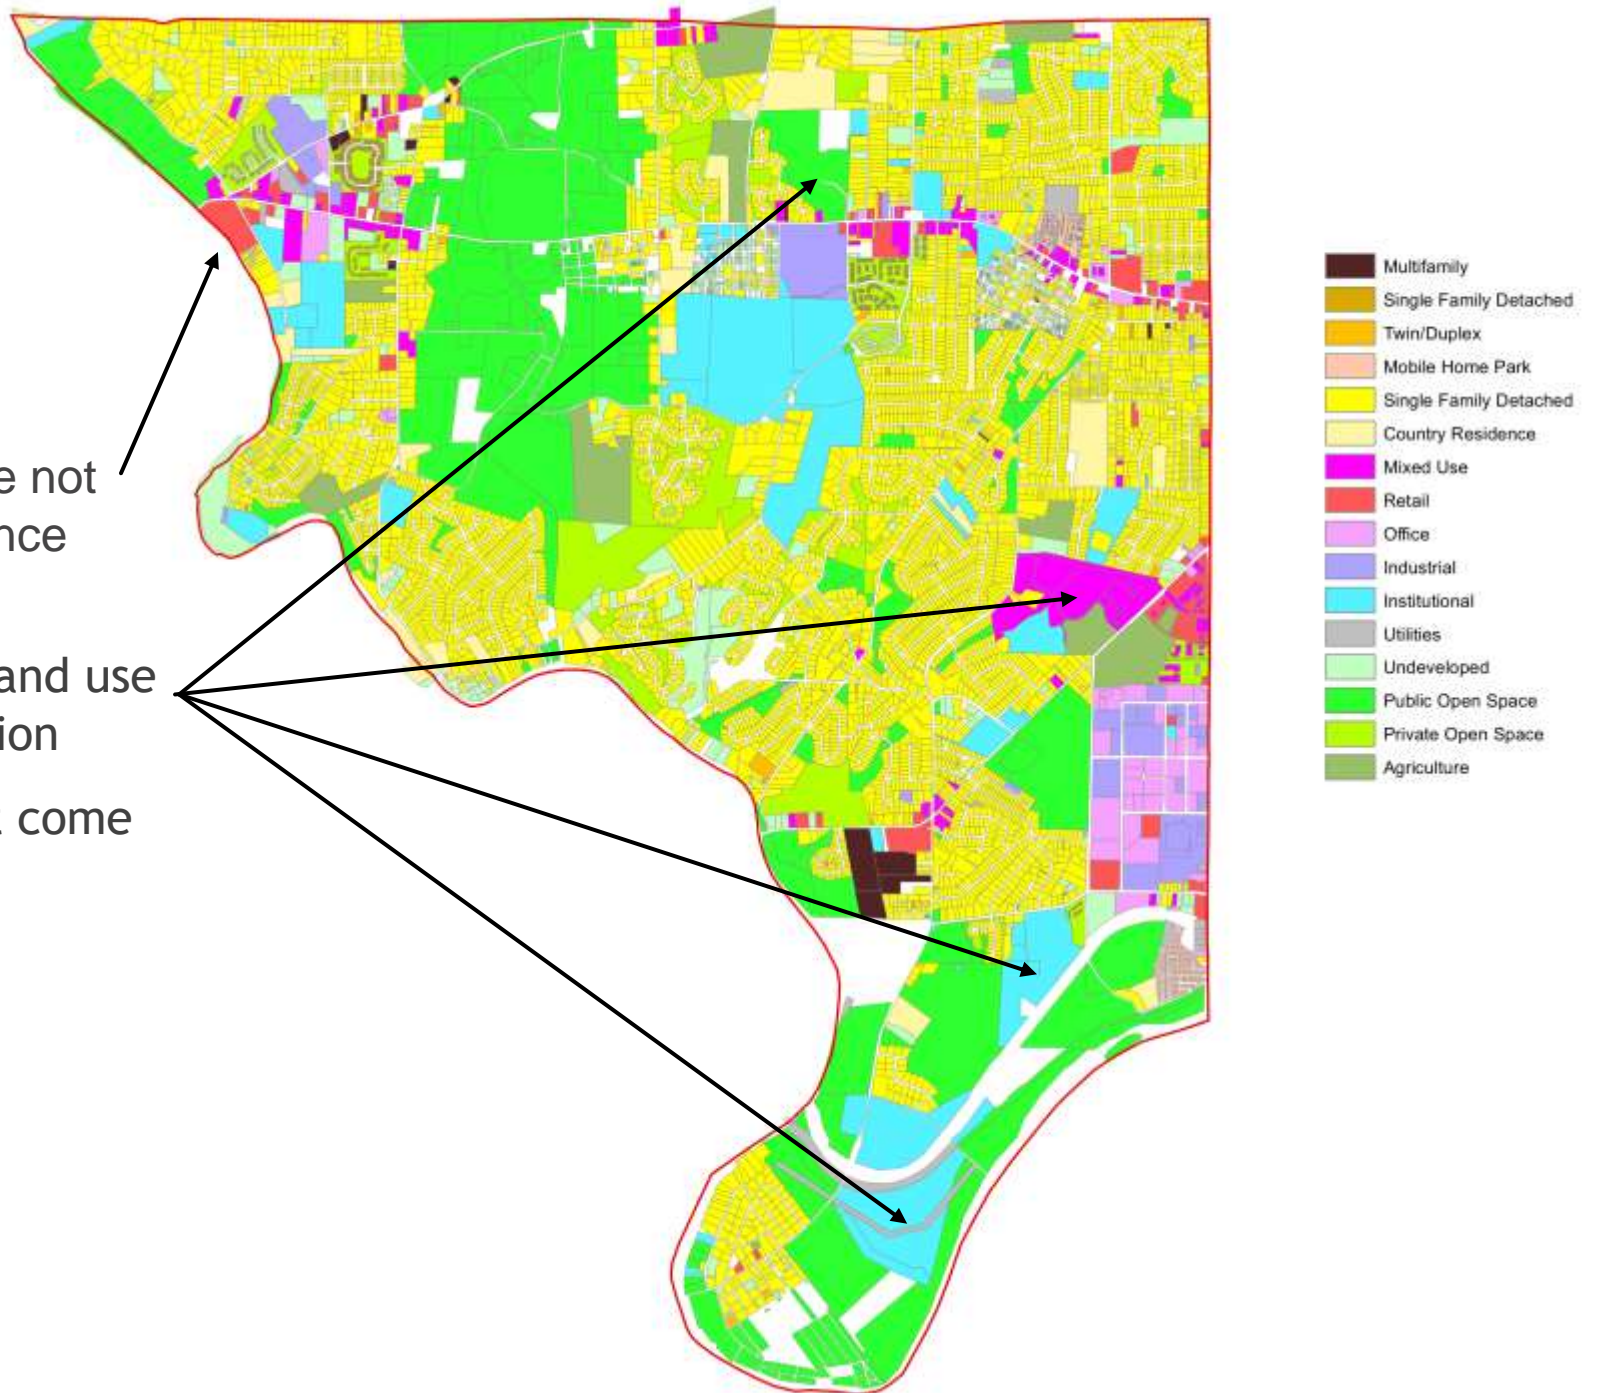 e not
nce
and use
ion
come
Multifamily
Single Family Detached
Twin/Duplex
Mobile Home Park
Single Family Detached
Country Residence
Mixed Use
Retail
Office
Industrial
Institutional
Utilities
Undeveloped
Public Open Space
Private Open Space
Agriculture